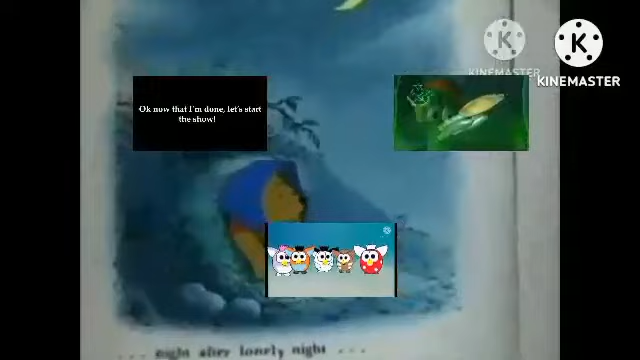 KINEMASTER
KINEMASTER
Ok now that I'm done, let's start
the show!
... night after lonely night ...